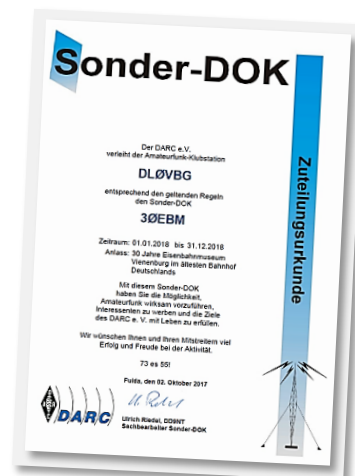 Sonder-DOK
Der DARC e.V.
verleiht der Amateurfunk-Klubstation
DLØVBG
entsprechend den geltenden Regeln
den Sonder-DOK
3ØEBM
Zeitraum: 01.01.2018 bis 31.12.2018
Anlass: 30 Jahre Eisenbahnmuseum
Vienenburg im ältesten Bahnhof
Deutschlands
Mit diesem Sonder-DOK
haben Sie die Möglichkeit,
Amateurfunk wirksam vorzuführen,
Interessenten zu werben und die Ziele
des DARC e. V. mit Leben zu erfüllen.
Wir wünschen Ihnen und Ihren Mitstreitern viel
Erfolg und Freude bei der Aktivität.
73 es 55!
Fulda, den 02. Oktober 2017
Ulrich Riedel, DD9NT
Sachbearbeiter Sonder-DOK
DARC
Zuteilungsurkunde